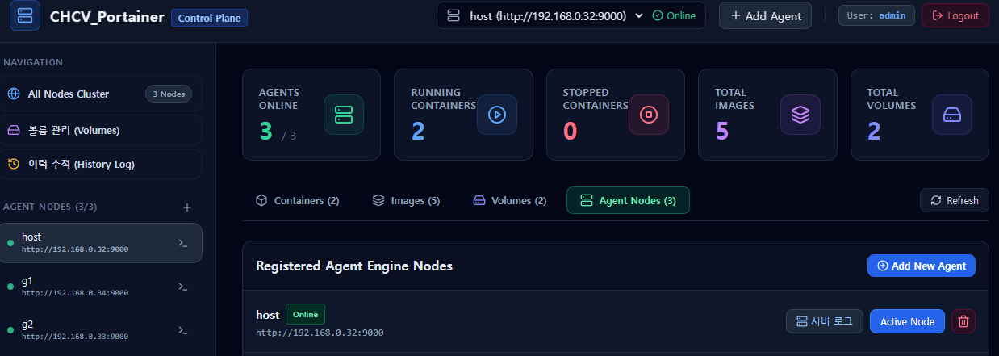 CHCV_Portainer Control Plane host (http://192.168.0.32:9000) Online Add Agent User: admin Logout
NAVIGATION
All Nodes Cluster 3 Nodes
볼륨 관리 (Volumes)
이력 추적 (History Log)
AGENT NODES (3/3)
host
http://192.168.0.32:9000
g1
http://192.168.0.34:9000
g2
http://192.168.0.33:9000
AGENTS
ONLINE
3 / 3
RUNNING
CONTAINERS
2
STOPPED
CONTAINERS
0
TOTAL
IMAGES
5
TOTAL
VOLUMES
2
Containers (2) Images (5) Volumes (2) Agent Nodes (3) Refresh
Registered Agent Engine Nodes Add New Agent
host Online
http://192.168.0.32:9000
서버 로그 Active Node